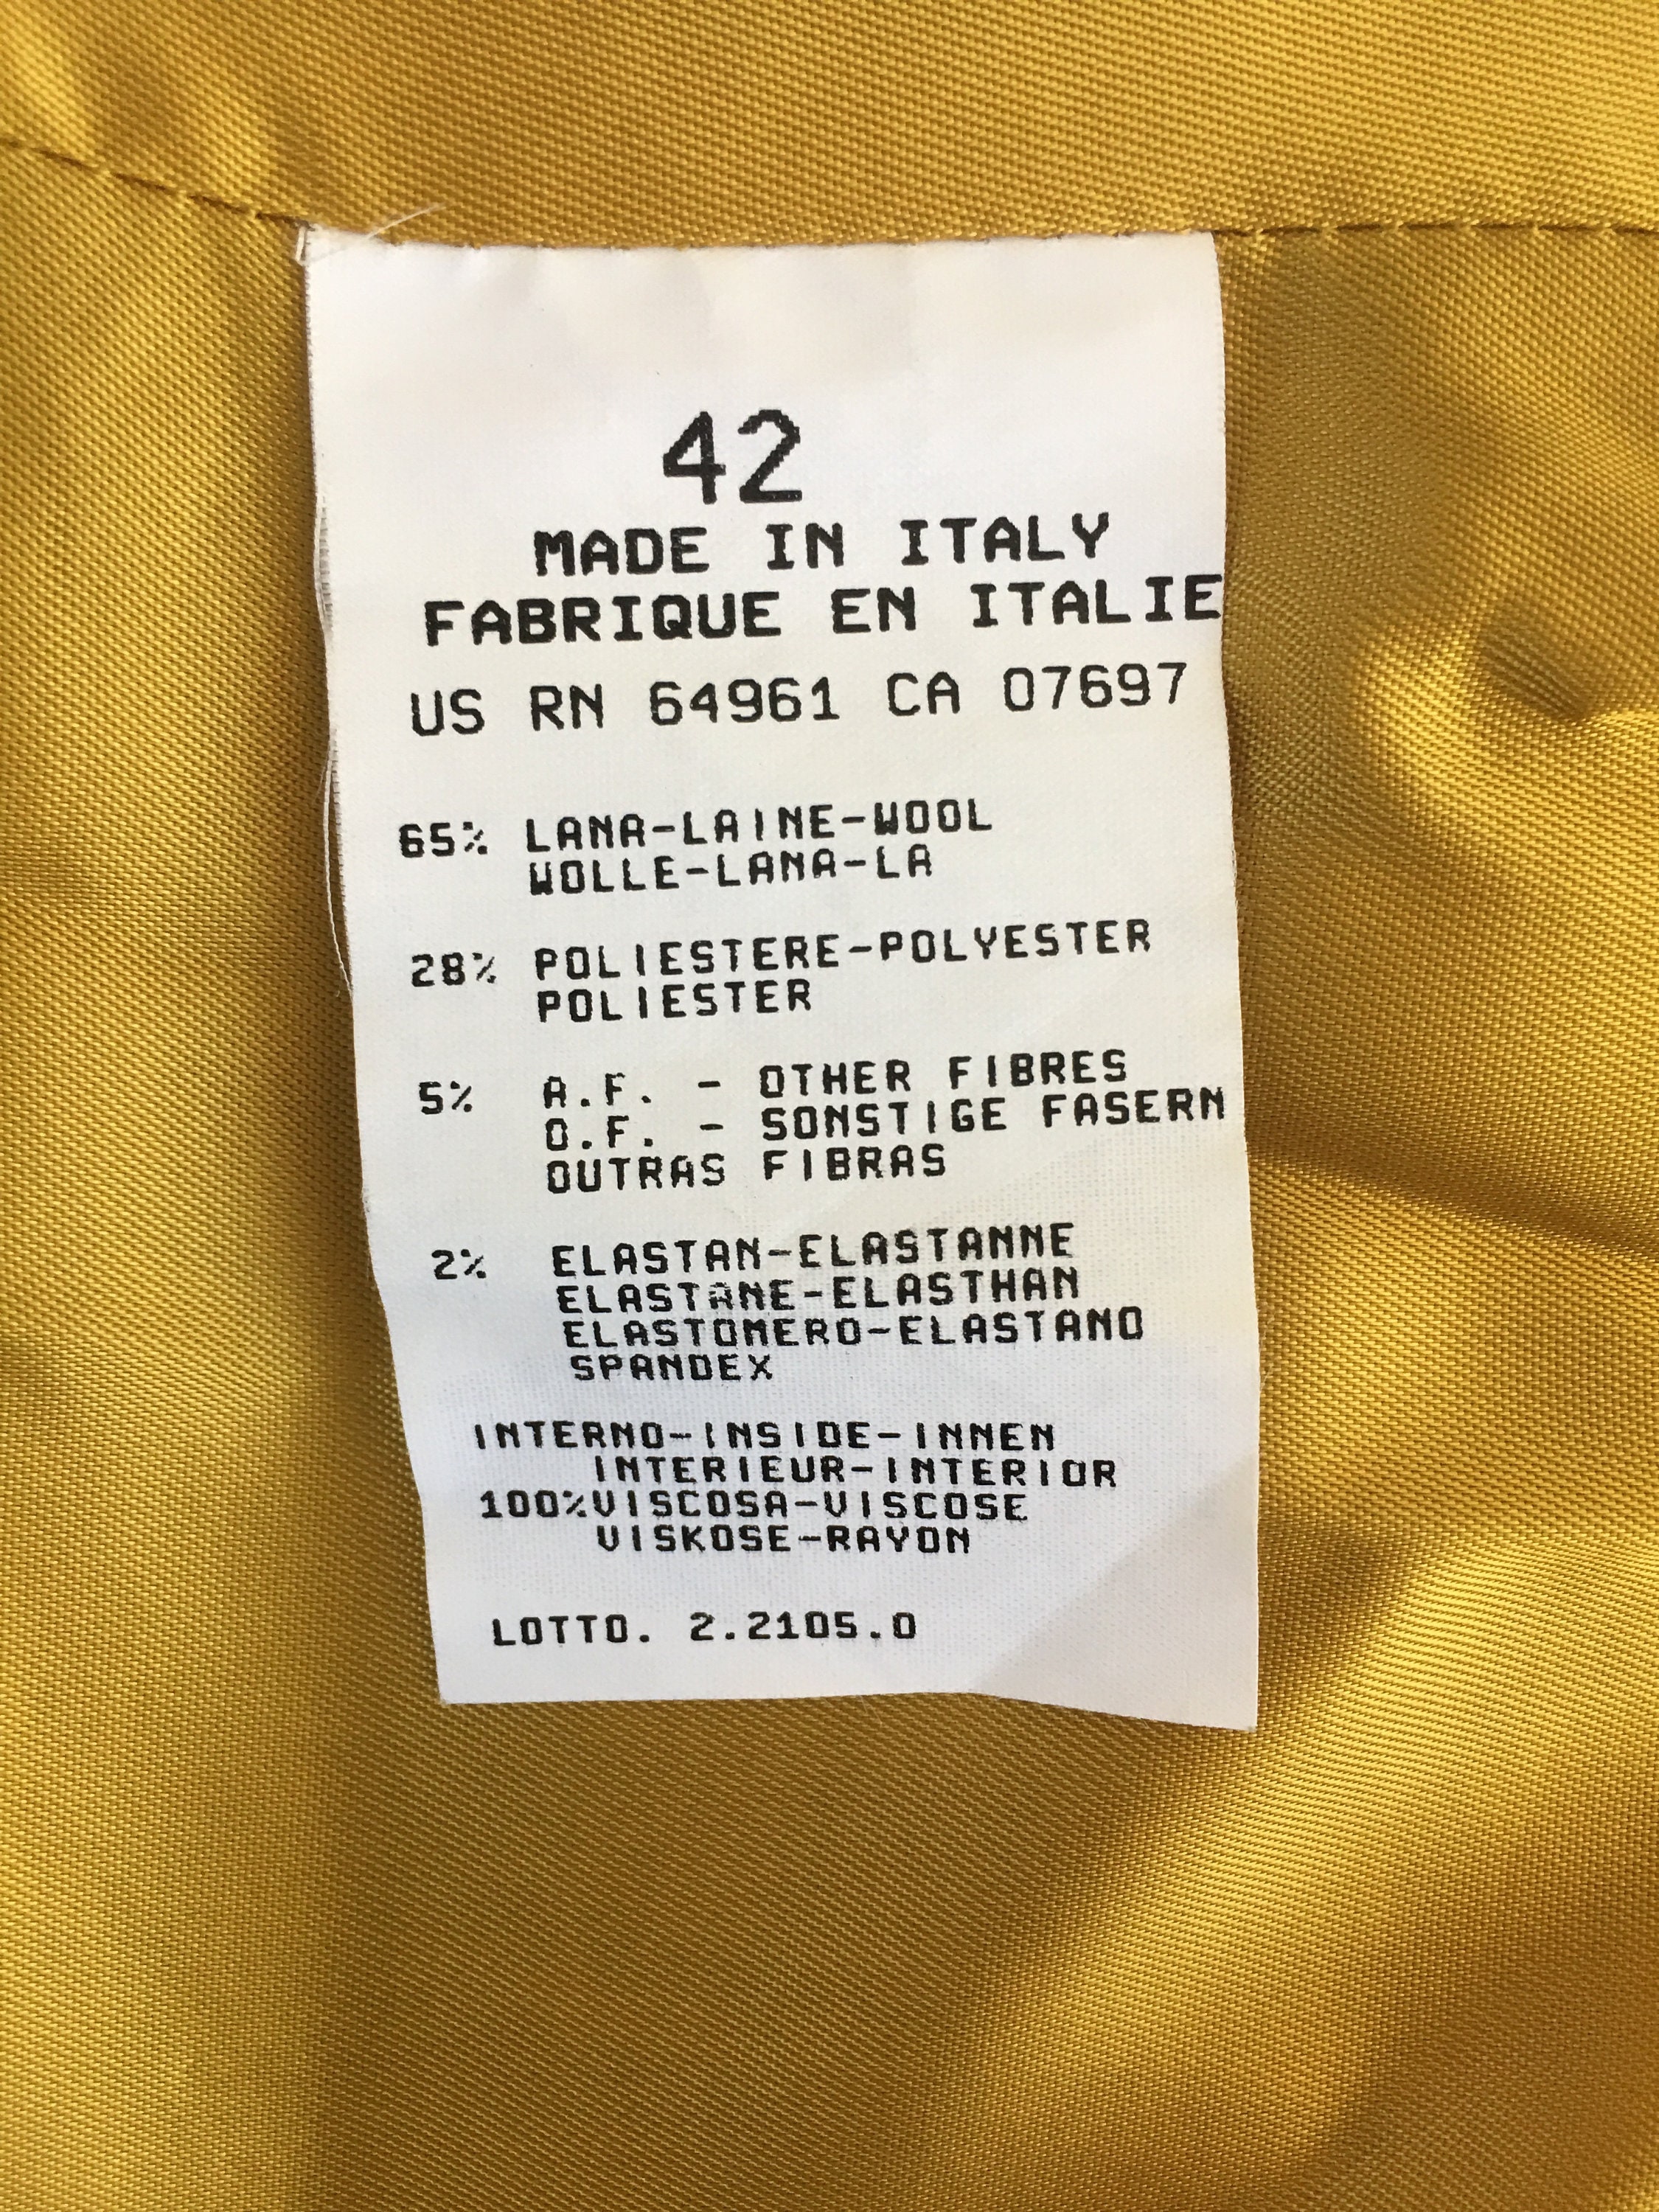 42
MADE IN ITALY
FABRIQUE EN ITALIE
US RN 64961 CA 07697
65% LANA-LAINE-WOOL
WOLLE-LANA-LA
28% POLIESTERE-POLYESTER
POLIESTER
5% A.F. - OTHER FIBRES
O.F. - SONSTIGE FASERN
OUTRAS FIBRAS
2% ELASTAN-ELASTANNE
ELASTANE-ELASTHAN
ELASTOMERO-ELASTANO
SPANDEX
INTERNO-INSIDE-INNEN
INTERIEUR-INTERIOR
100%VISCOSA-VISCOSE
VISKOSE-RAYON
LOTTO. 2.2105.0